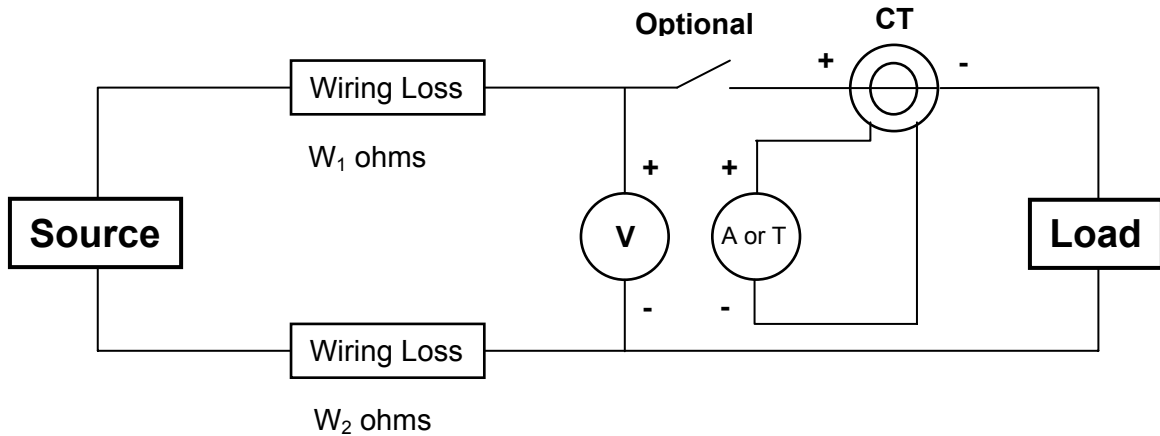 Optional
CT
+
-
Wiring Loss
W₁ ohms
+
+
Source
V
A or T
Load
-
-
Wiring Loss
W₂ ohms